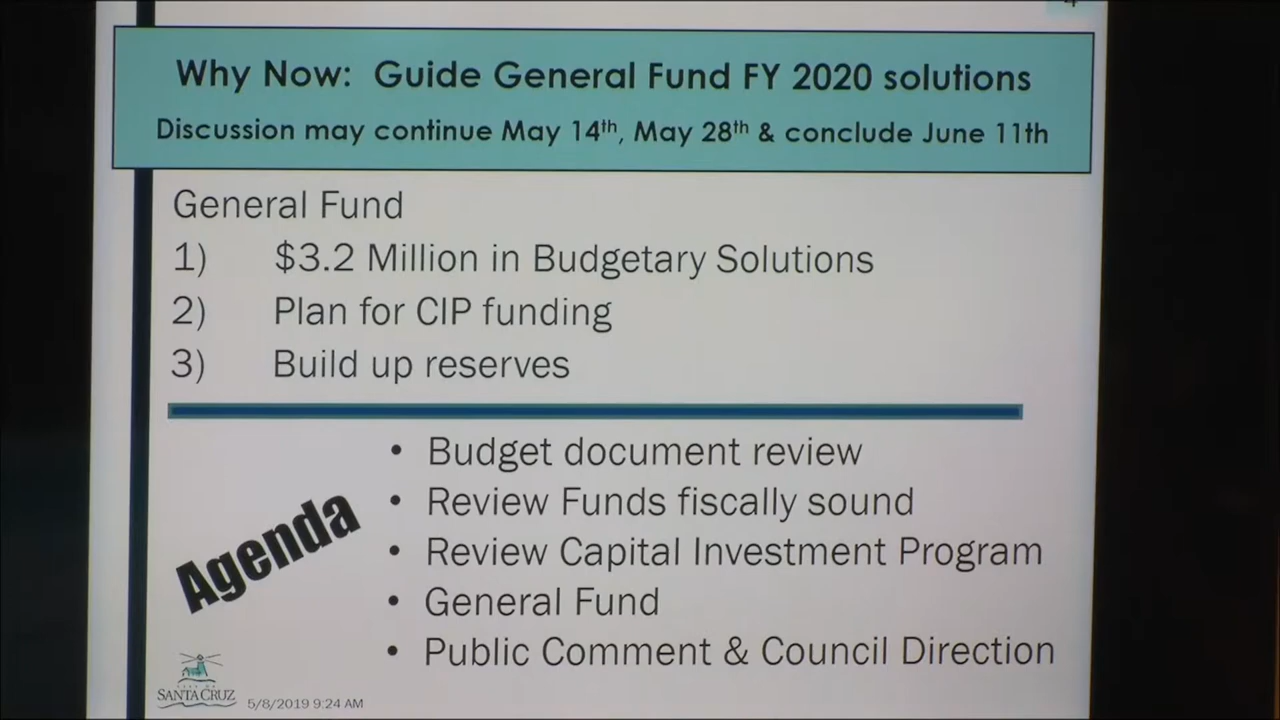 Why Now: Guide General Fund FY 2020 solutions
Discussion may continue May 14th, May 28th & conclude June 11th
General Fund
1) $3.2 Million in Budgetary Solutions
2) Plan for CIP funding
3) Build up reserves
Agenda
• Budget document review
• Review Funds fiscally sound
• Review Capital Investment Program
• General Fund
• Public Comment & Council Direction
SANTA CRUZ
5/8/2019 9:24 AM